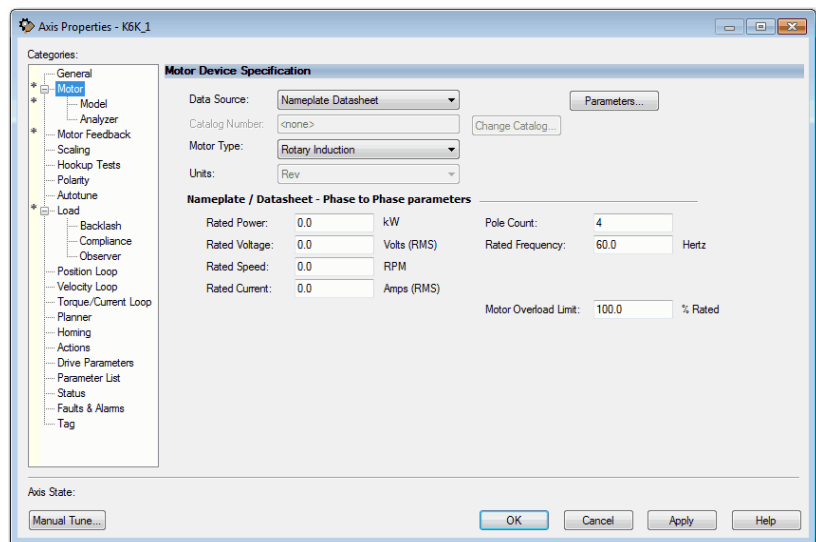 Axis Properties - K6K_1
Categories:
General
* Motor
* Model
Analyzer
* Motor Feedback
Scaling
Hookup Tests
Polarity
Autotune
* Load
Backlash
Compliance
Observer
Position Loop
Velocity Loop
Torque/Current Loop
Planner
Homing
Actions
Drive Parameters
Parameter List
Status
Faults & Alarms
Tag
Motor Device Specification
Data Source: Nameplate Datasheet Parameters...
Catalog Number: <none> Change Catalog...
Motor Type: Rotary Induction
Units: Rev
Nameplate / Datasheet - Phase to Phase parameters
Rated Power: 0.0 kW Pole Count: 4
Rated Voltage: 0.0 Volts (RMS) Rated Frequency: 60.0 Hertz
Rated Speed: 0.0 RPM
Rated Current: 0.0 Amps (RMS)
Motor Overload Limit: 100.0 % Rated
Axis State:
Manual Tune... OK Cancel Apply Help